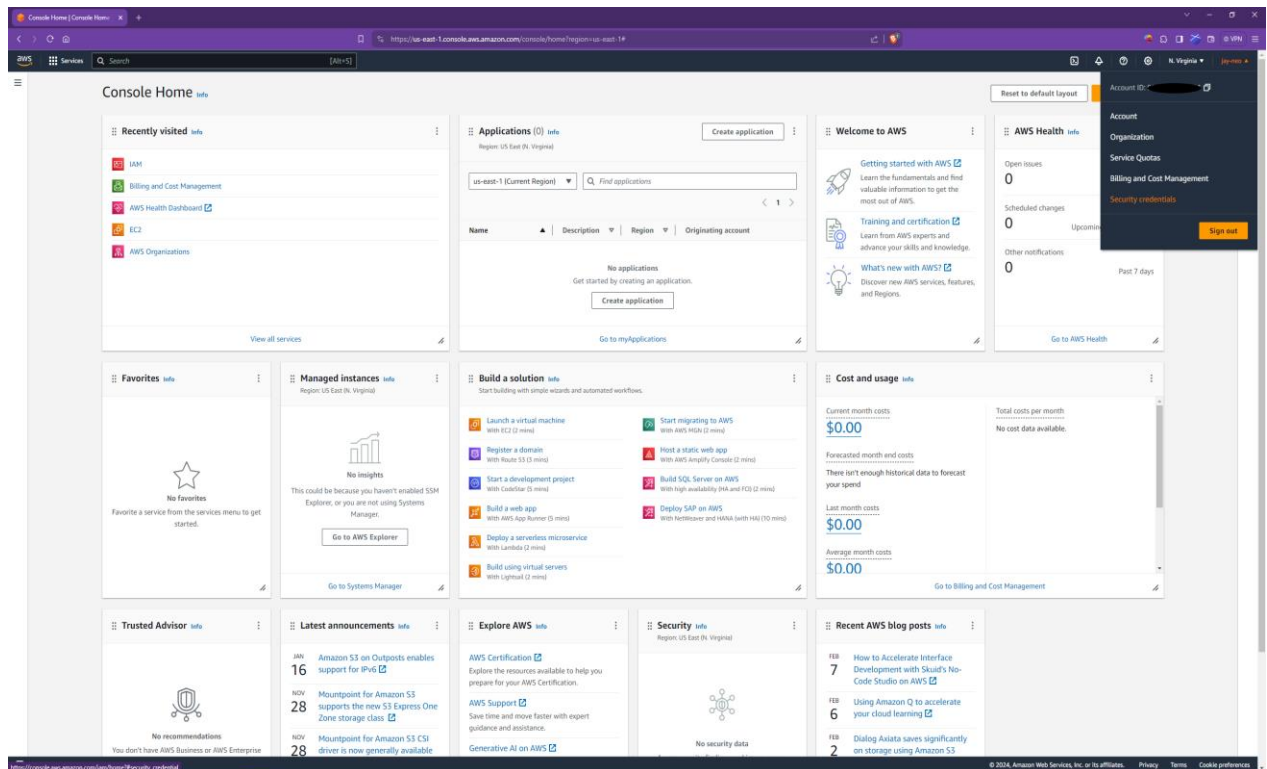 Console Home | Console Home
https://us-east-1.console.aws.amazon.com/console/home?region=us-east-1#
VPN
aws
Services
Search
[Alt+S]
N. Virginia
jay-noy
Console Home Info
Reset to default layout
Account ID:
Account
Organization
Service Quotas
Billing and Cost Management
Security credentials
Sign out
Recently visited Info
IAM
Billing and Cost Management
AWS Health Dashboard
EC2
AWS Organizations
View all services
Applications (0) Info
Region: US East (N. Virginia)
Create application
us-east-1 (Current Region)
Find applications
1
Name
Description
Region
Originating account
No applications
Get started by creating an application.
Create application
Go to myApplications
Welcome to AWS
Getting started with AWS
Learn the fundamentals and find
valuable information to get the
most out of AWS.
Training and certification
Learn from AWS experts and
advance your skills and knowledge.
What's new with AWS?
Discover new AWS services, features,
and Regions.
AWS Health Info
Open issues
0
Scheduled changes
0
Upcoming
Other notifications
0
Past 7 days
Go to AWS Health
Favorites Info
No favorites
Favorite a service from the services menu to get
started.
Managed instances Info
Region: US East (N. Virginia)
No insights
This could be because you haven't enabled SSM
Explorer, or you are not using Systems
Manager.
Go to AWS Explorer
Go to Systems Manager
Build a solution Info
Start building with simple wizards and automated workflows.
Launch a virtual machine
With EC2 (2 mins)
Register a domain
With Route 53 (3 mins)
Start a development project
With CodeStar (5 mins)
Build a web app
With AWS App Runner (5 mins)
Deploy a serverless microservice
With Lambda (2 mins)
Build using virtual servers
With Lightsail (2 mins)
Start migrating to AWS
With AWS MGN (2 mins)
Host a static web app
With AWS Amplify Console (2 mins)
Build SQL Server on AWS
With high availability (HA and FCI) (2 mins)
Deploy SAP on AWS
With NetWeaver and HANA (with HA) (10 mins)
Cost and usage Info
Current month costs
$0.00
Forecasted month end costs
There isn't enough historical data to forecast
your spend
Last month costs
$0.00
Average month costs
$0.00
Total costs per month
No cost data available.
Go to Billing and Cost Management
Trusted Advisor Info
No recommendations
You don't have AWS Business or AWS Enterprise
Latest announcements Info
JAN
16
Amazon S3 on Outposts enables
support for IPv6
NOV
28
Mountpoint for Amazon S3
supports the new S3 Express One
Zone storage class
NOV
28
Mountpoint for Amazon S3 CSI
driver is now generally available
Explore AWS Info
AWS Certification
Explore the resources available to help you
prepare for your AWS Certification.
AWS Support
Save time and move faster with expert
guidance and assistance.
Generative AI on AWS
Security Info
Region: US East (N. Virginia)
No security data
Recent AWS blog posts Info
FEB
7
How to Accelerate Interface
Development with Skuid's No-
Code Studio on AWS
FEB
6
Using Amazon Q to accelerate
your cloud learning
FEB
2
Dialog Axiata saves significantly
on storage using Amazon S3
https://console.aws.amazon.com/iam/home?#security_credential
© 2024, Amazon Web Services, Inc. or its affiliates.
Privacy
Terms
Cookie preferences